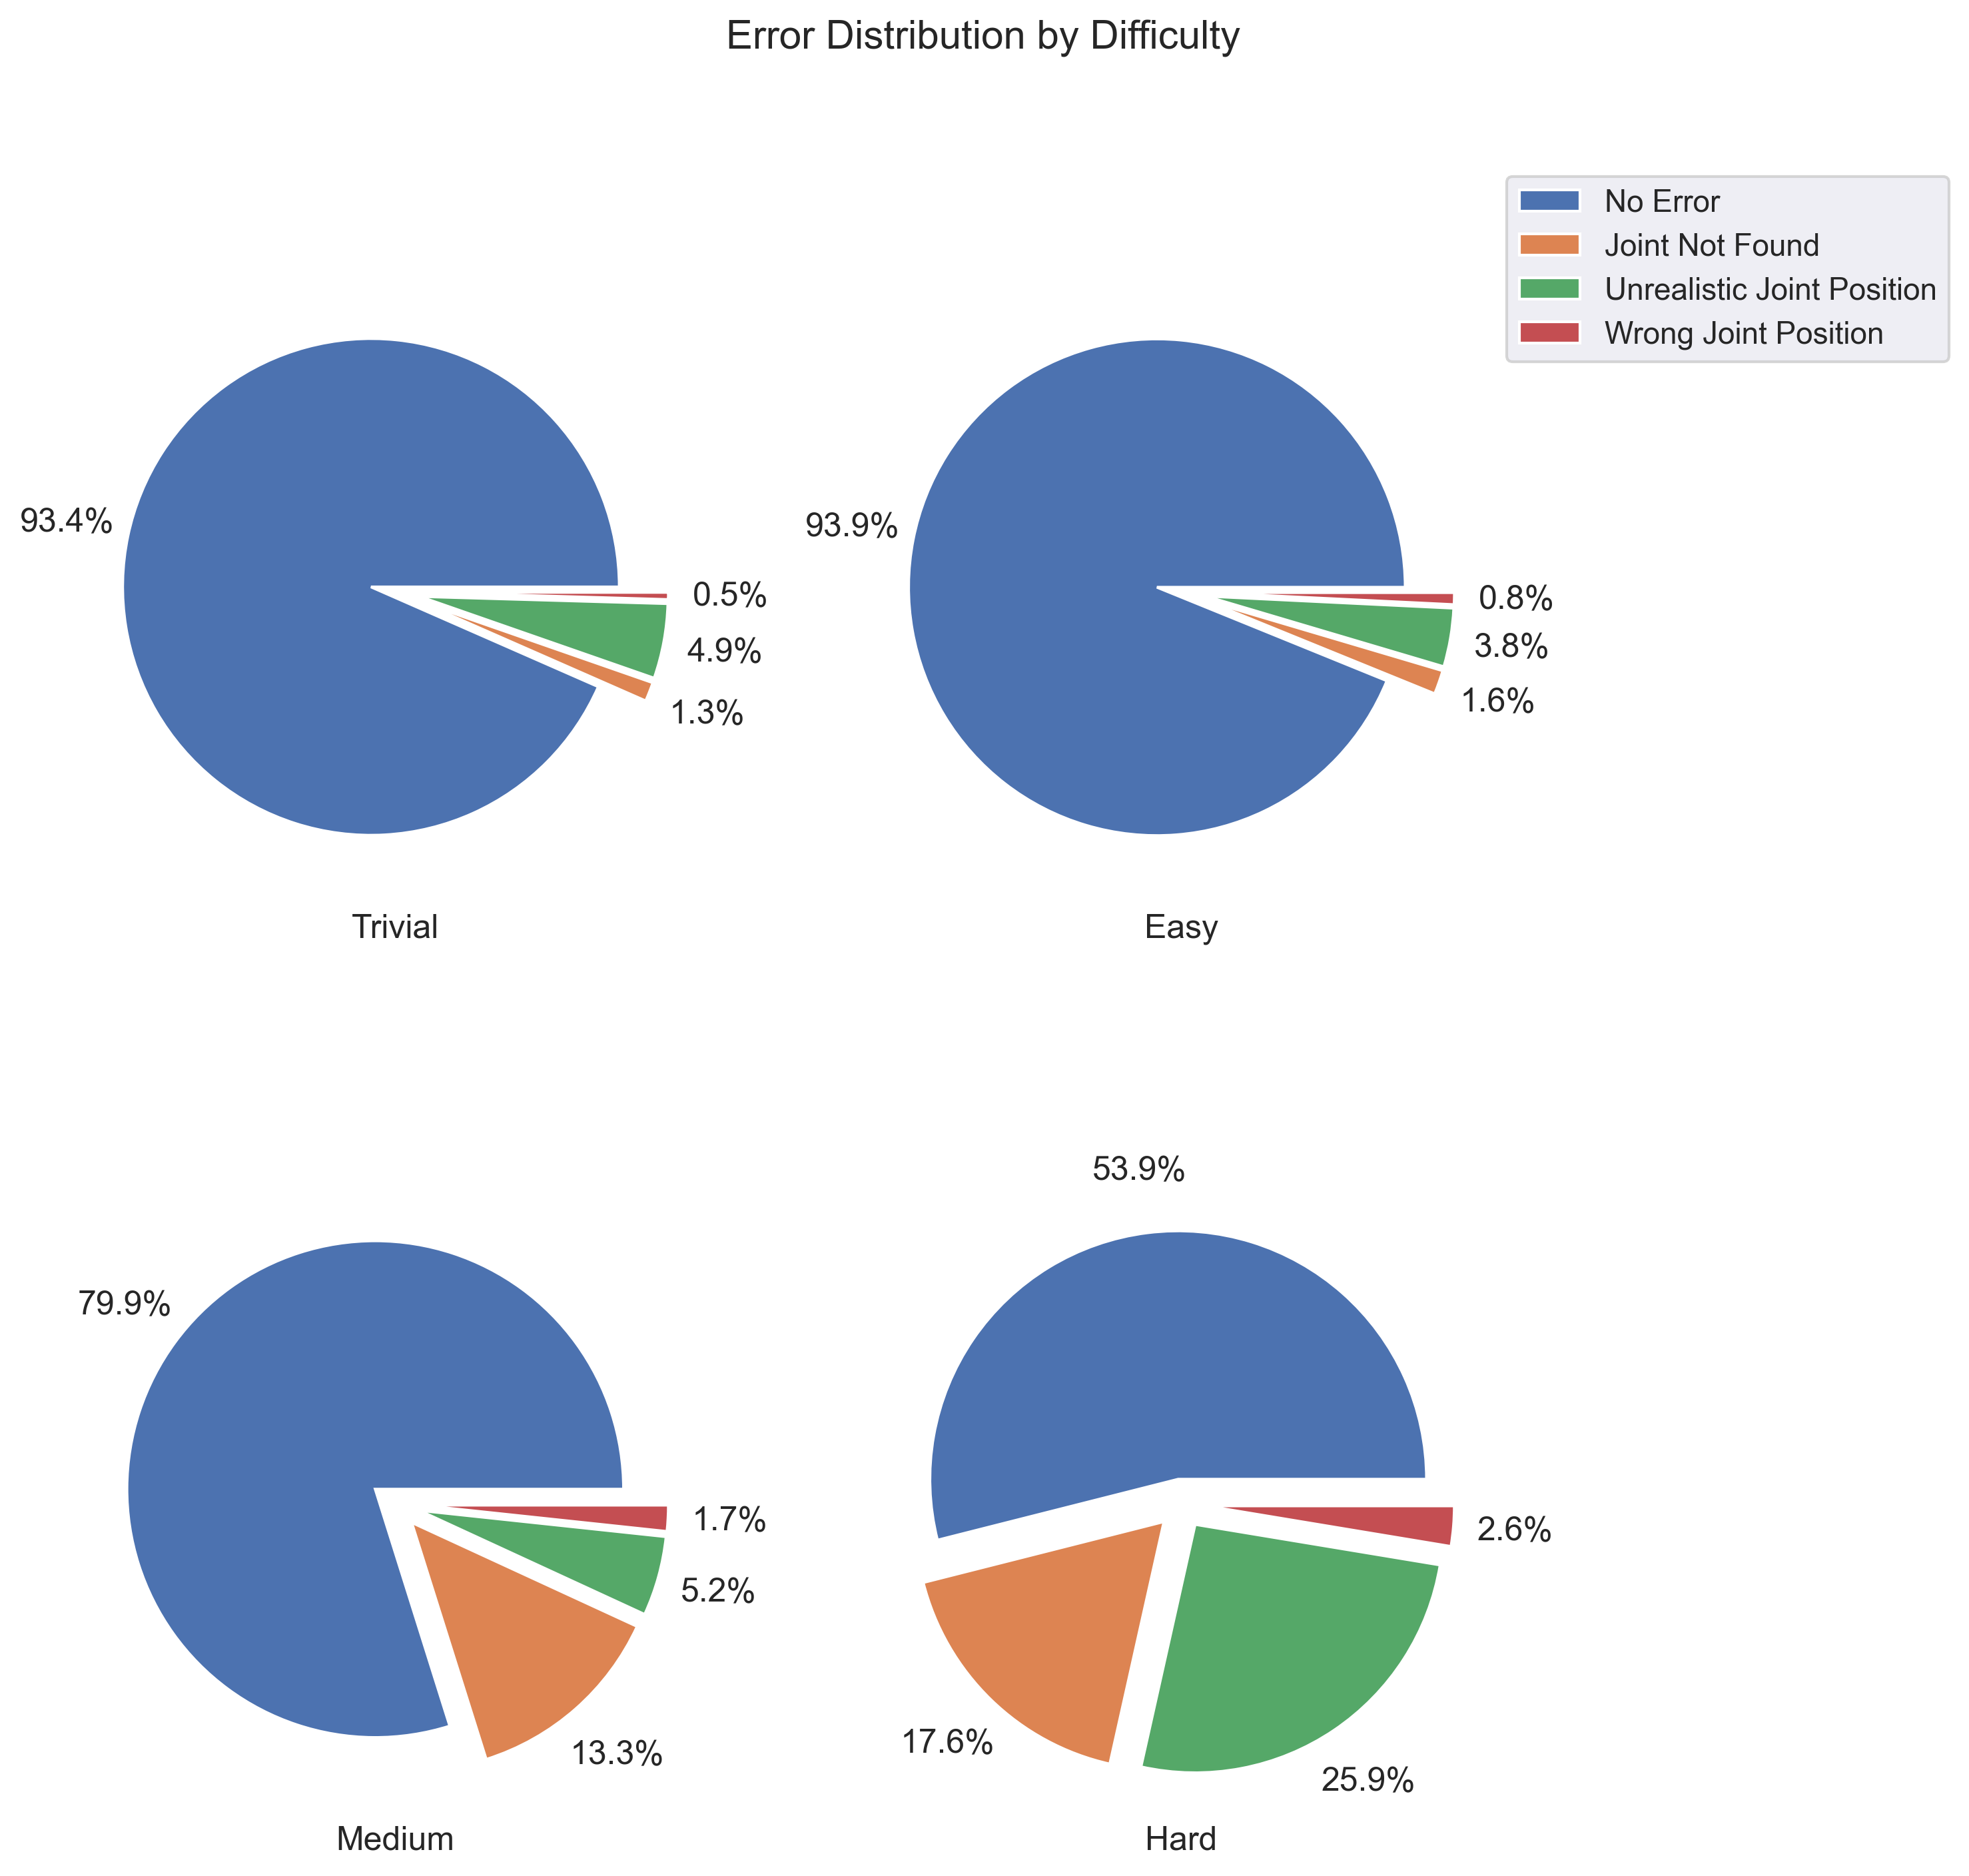 Error Distribution by Difficulty
No Error
Joint Not Found
Unrealistic Joint Position
Wrong Joint Position
93.4%
0.5%
4.9%
1.3%
Trivial
93.9%
0.8%
3.8%
1.6%
Easy
79.9%
1.7%
5.2%
13.3%
Medium
53.9%
2.6%
17.6%
25.9%
Hard